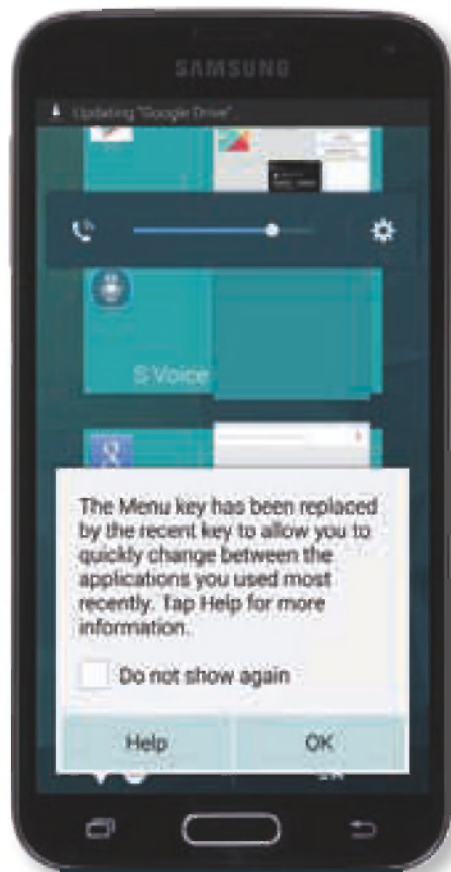 SAMSUNG
Updating "Google Drive"
S Voice
8
The Menu key has been replaced
by the recent key to allow you to
quickly change between the
applications you used most
recently. Tap Help for more
information.
Do not show again
Help OK